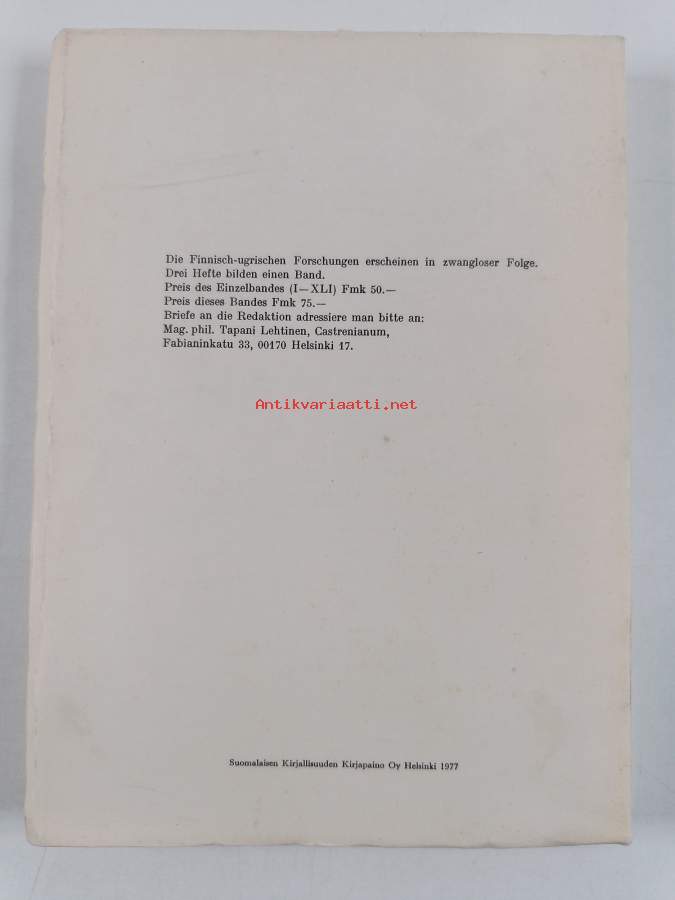 Die Finnisch-ugrischen Forschungen erscheinen in zwangloser Folge.
Drei Hefte bilden einen Band.
Preis des Einzelbandes (I—XLI) Fmk 50.—
Preis dieses Bandes Fmk 75.—
Briefe an die Redaktion adressiere man bitte an:
Mag. phil. Tapani Lehtinen, Castrenianum,
Fabianinkatu 33, 00170 Helsinki 17.
Antikvariaatti.net
Suomalaisen Kirjallisuuden Kirjapaino Oy Helsinki 1977